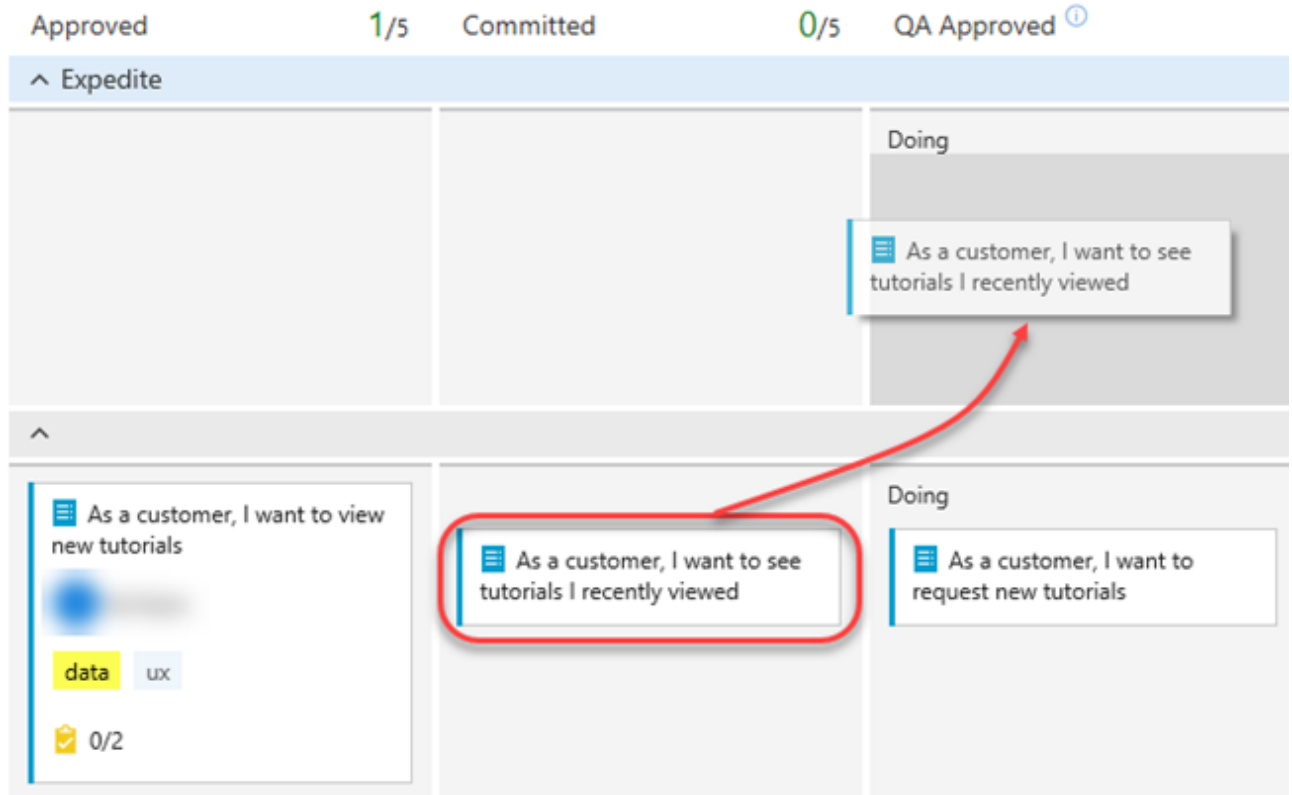 Approved 1/5 Committed 0/5 QA Approved
Expedite
Doing
As a customer, I want to see
tutorials I recently viewed
As a customer, I want to view
new tutorials
data ux
0/2
As a customer, I want to see
tutorials I recently viewed
Doing
As a customer, I want to
request new tutorials